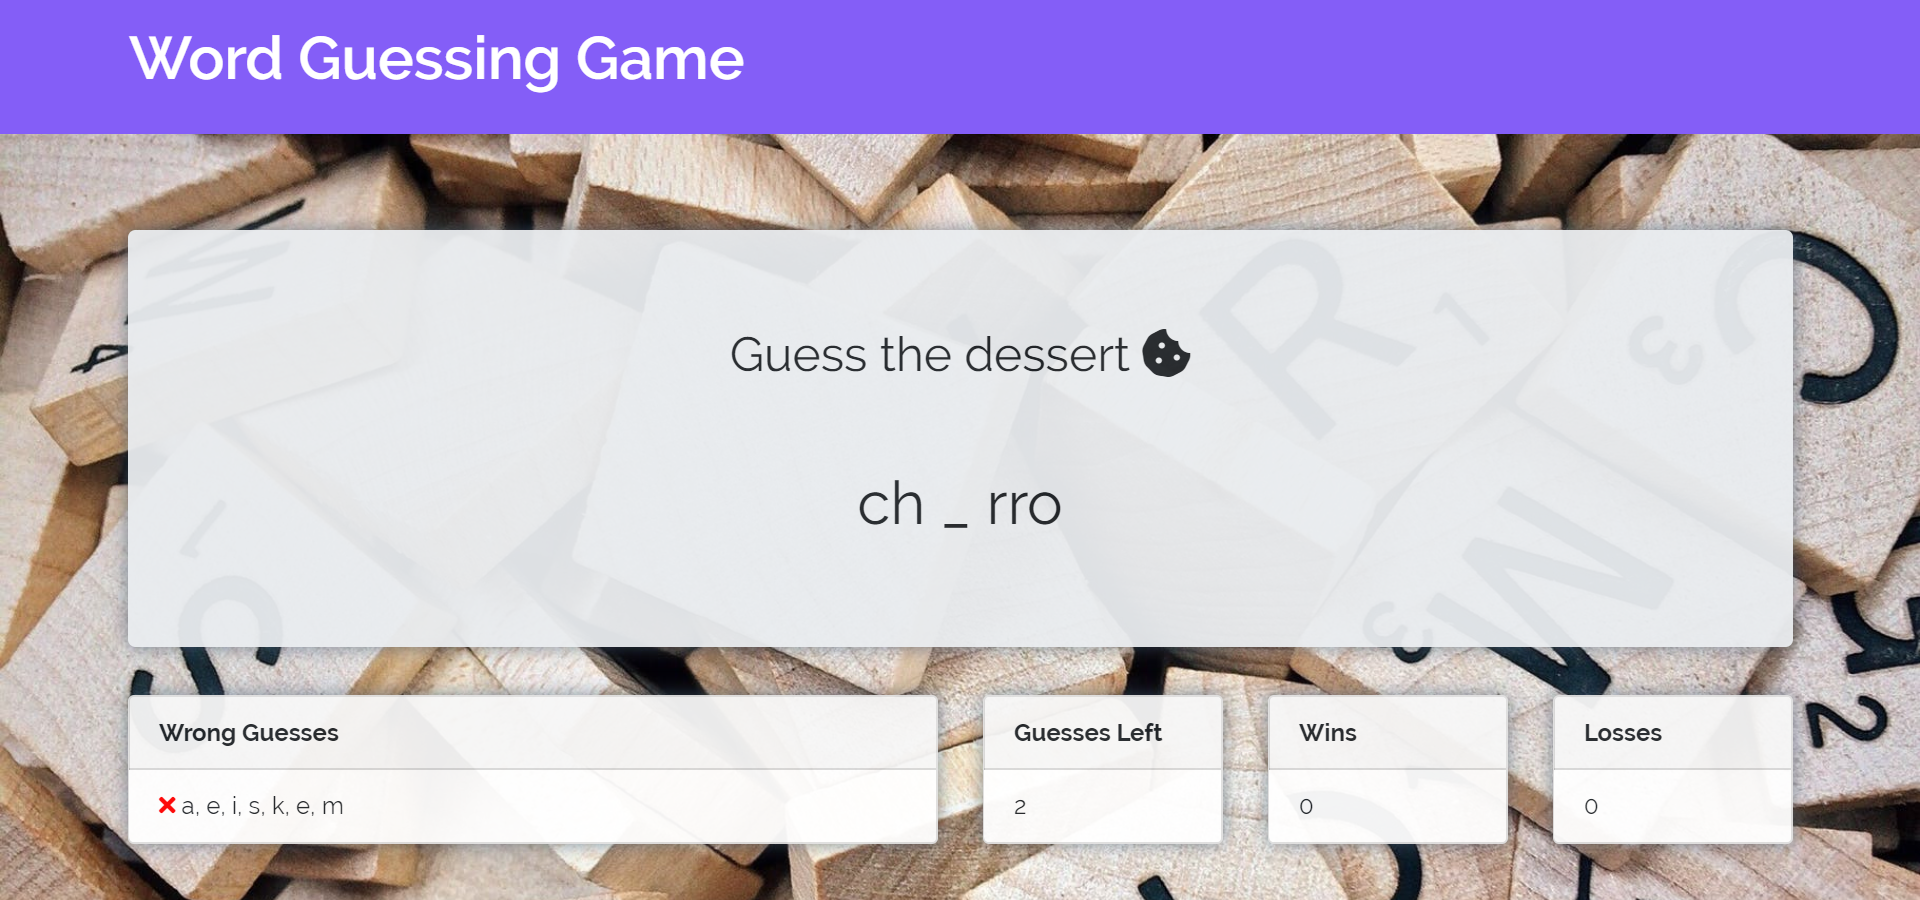 Word Guessing Game
Guess the dessert
ch _ rro
Wrong Guesses
a, e, i, s, k, e, m
Guesses Left
2
Wins
0
Losses
0